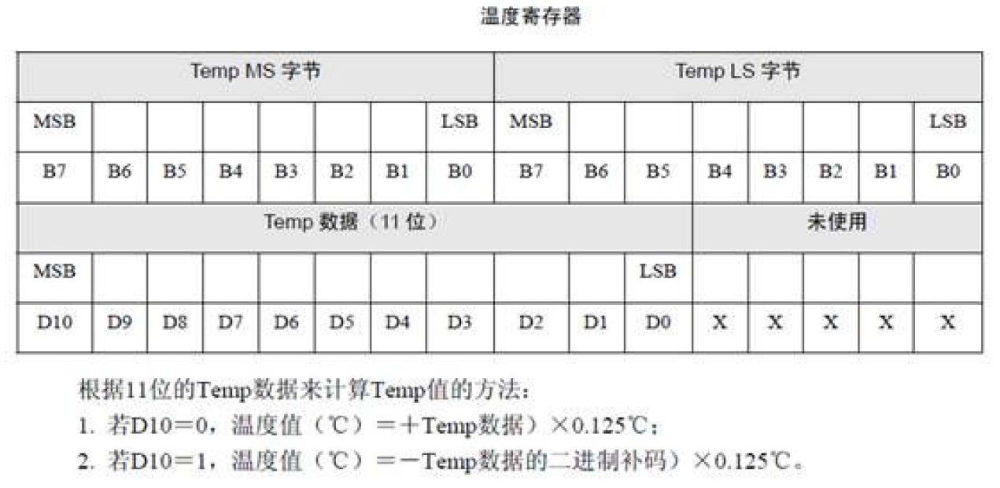 温度寄存器
Temp MS 字节 Temp LS 字节
MSB LSB MSB LSB
B7 B6 B5 B4 B3 B2 B1 B0 B7 B6 B5 B4 B3 B2 B1 B0
Temp 数据（11 位） 未使用
MSB LSB
D10 D9 D8 D7 D6 D5 D4 D3 D2 D1 D0 X X X X X
根据11位的Temp数据来计算Temp值的方法：
1. 若D10＝0，温度值（℃）＝＋Temp数据）×0.125℃；
2. 若D10＝1，温度值（℃）＝－Temp数据的二进制补码）×0.125℃。